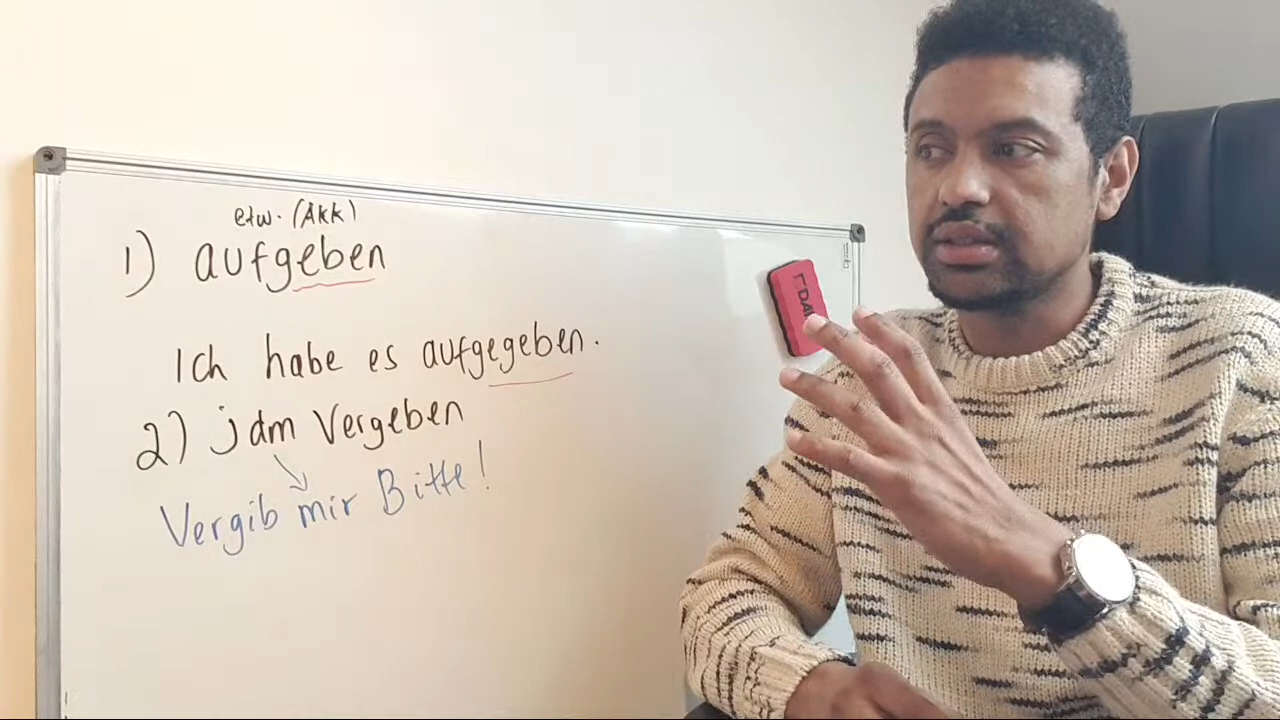 etw. (Akk)
1) aufgeben
Ich habe es aufgegeben.
2) jdm Vergeben
Vergib mir Bitte!